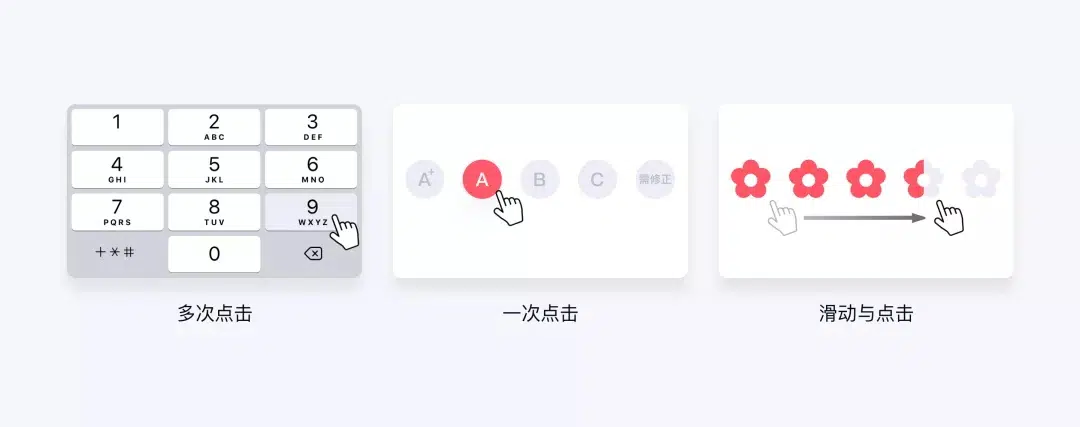 1 2 3
ABC DEF
4 5 6
GHI JKL MNO
7 8 9
PQRS TUV WXYZ
+*# 0
A+ A B C 需修正
多次点击
一次点击
滑动与点击